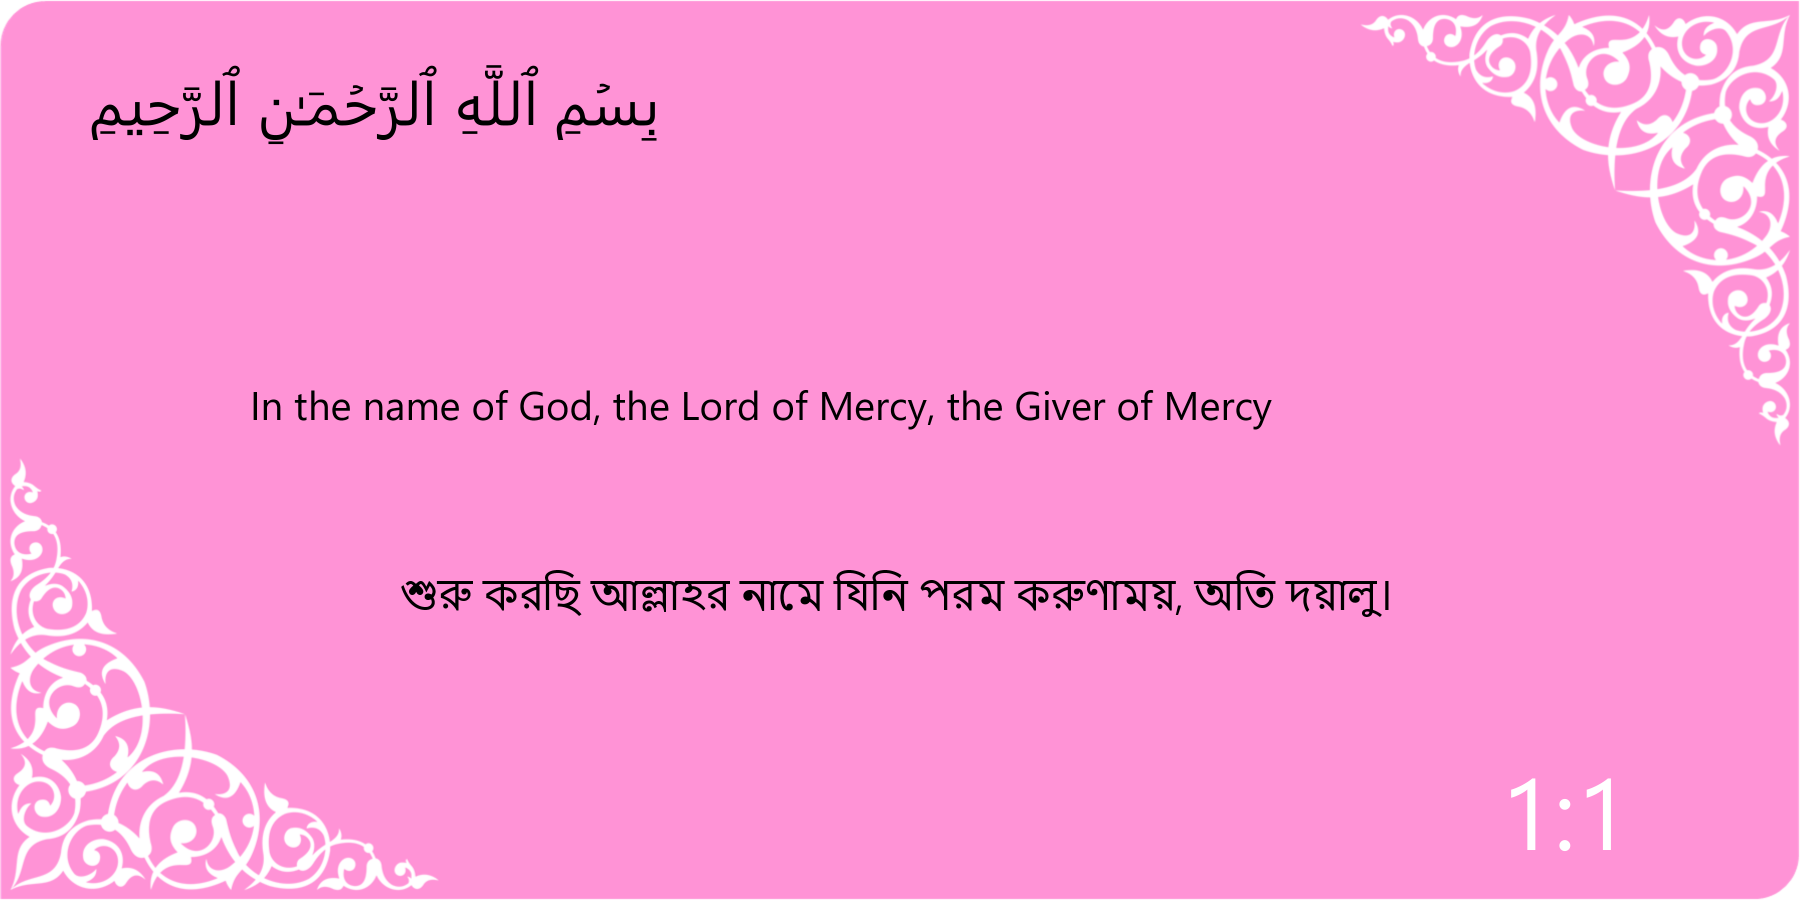 بِسۡمِ ٱللَّهِ ٱلرَّحۡمَـٰنِ ٱلرَّحِيمِ
In the name of God, the Lord of Mercy, the Giver of Mercy
শুরু করছি আল্লাহর নামে যিনি পরম করুণাময়, অতি দয়ালু।
1:1